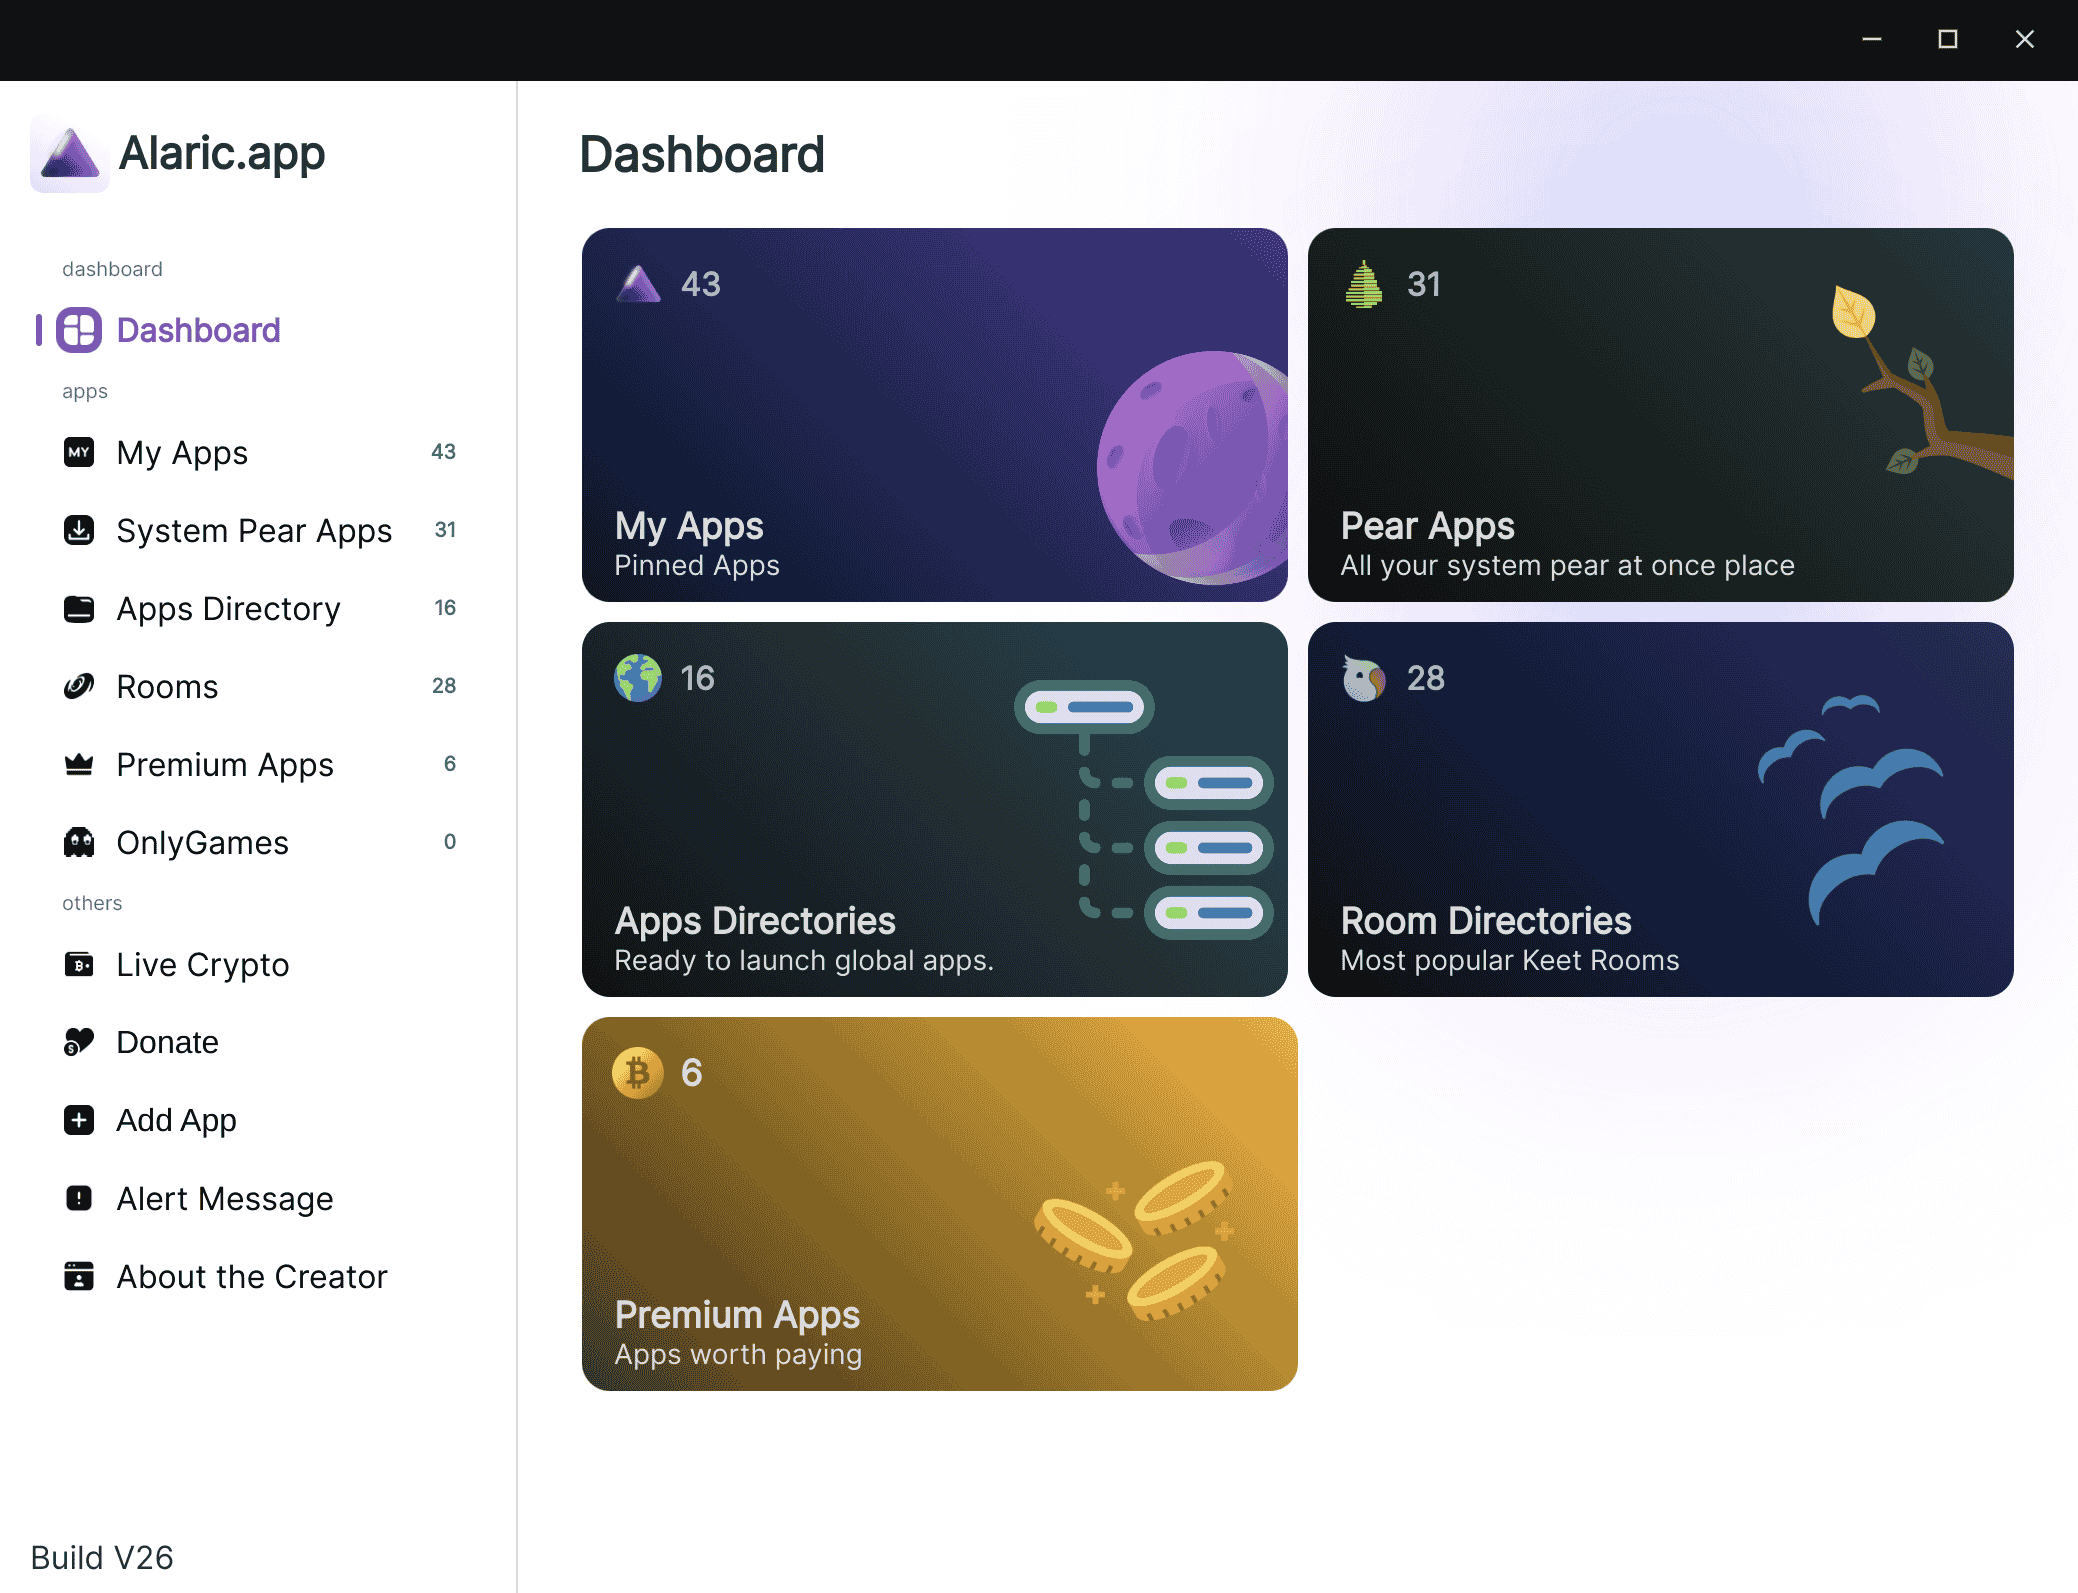 Alaric.app
dashboard
Dashboard
apps
MY My Apps 43
System Pear Apps 31
Apps Directory 16
Rooms 28
Premium Apps 6
OnlyGames 0
others
Live Crypto
Donate
Add App
Alert Message
About the Creator
Build V26
Dashboard
43
My Apps
Pinned Apps
31
Pear Apps
All your system pear at once place
16
Apps Directories
Ready to launch global apps.
28
Room Directories
Most popular Keet Rooms
6
Premium Apps
Apps worth paying